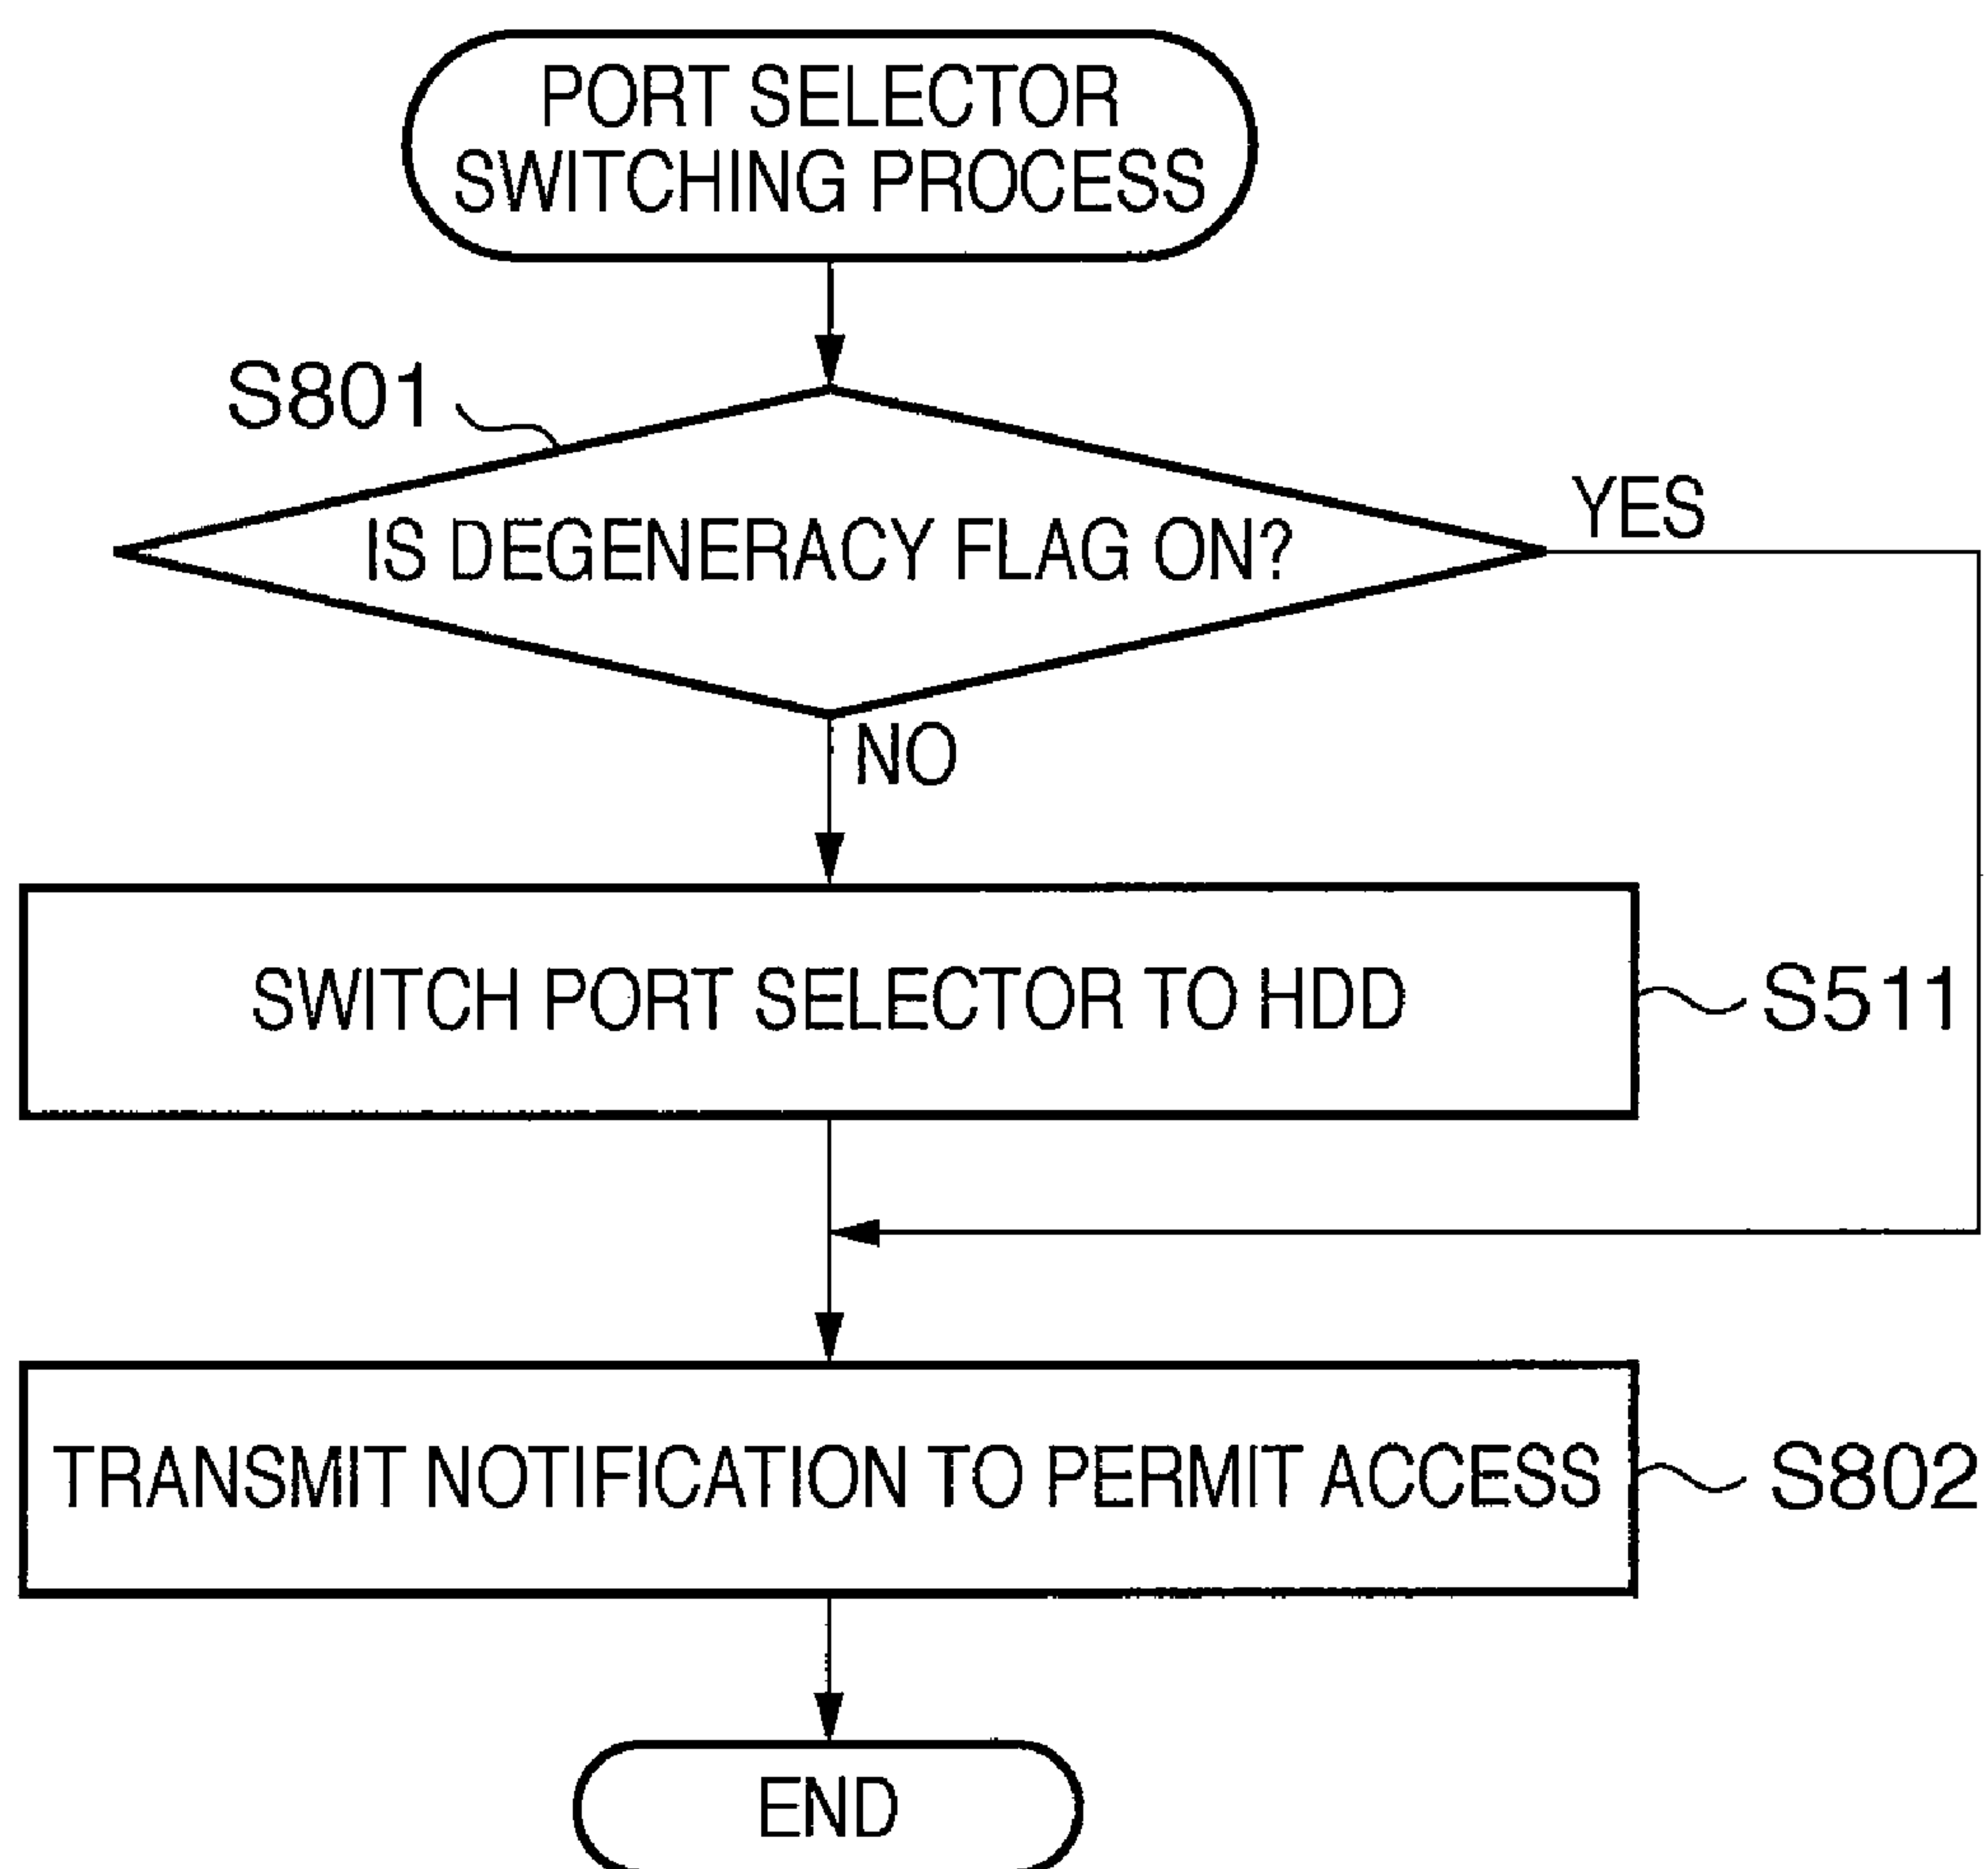 PORT SELECTOR
SWITCHING PROCESS
S801
IS DEGENERACY FLAG ON?
YES
NO
SWITCH PORT SELECTOR TO HDD
S511
TRANSMIT NOTIFICATION TO PERMIT ACCESS
S802
END